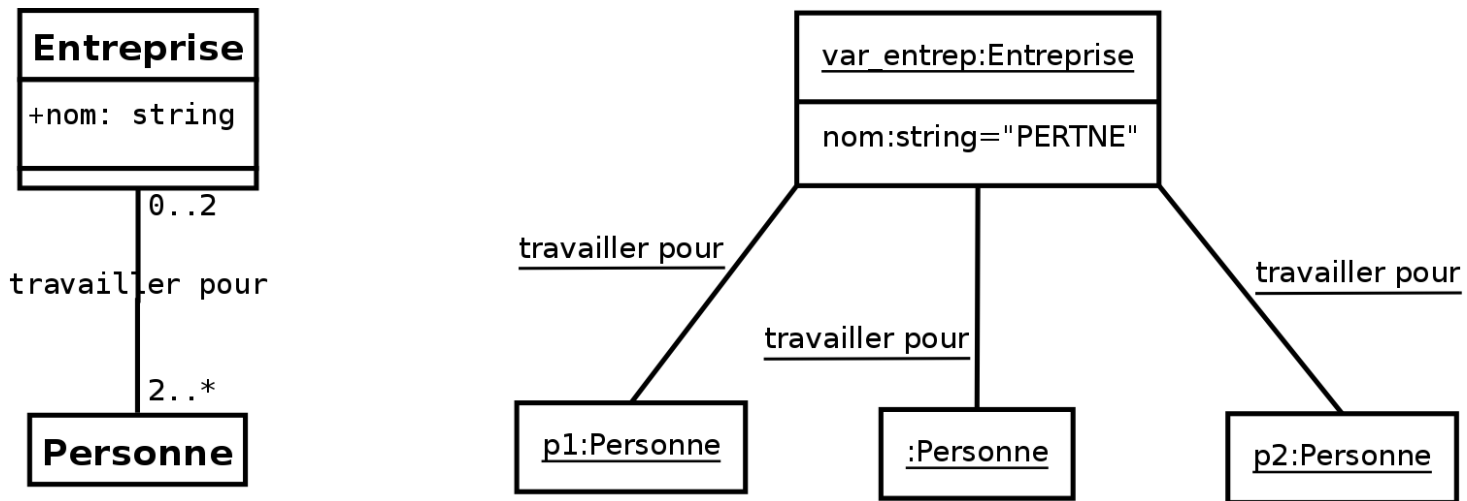 Entreprise
+nom: string
0..2
travailler pour
2..*
Personne
var_entrep:Entreprise
nom:string="PERTNE"
travailler pour
travailler pour
travailler pour
p1:Personne
:Personne
p2:Personne